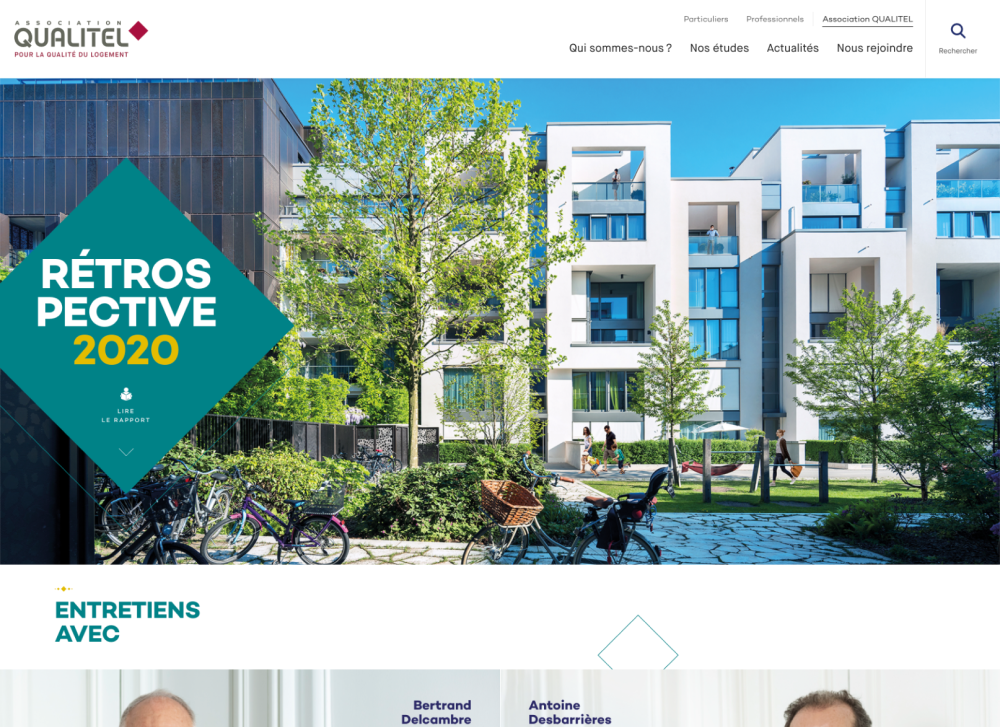 ASSOCIATION
QUALITEL
POUR LA QUALITÉ DU LOGEMENT
Particuliers
Professionnels
Association QUALITEL
Qui sommes-nous ?
Nos études
Actualités
Nous rejoindre
Rechercher
RÉTROS
PECTIVE
2020
LIRE
LE RAPPORT
ENTRETIENS
AVEC
Bertrand
Delcambre
Antoine
Desbarrières